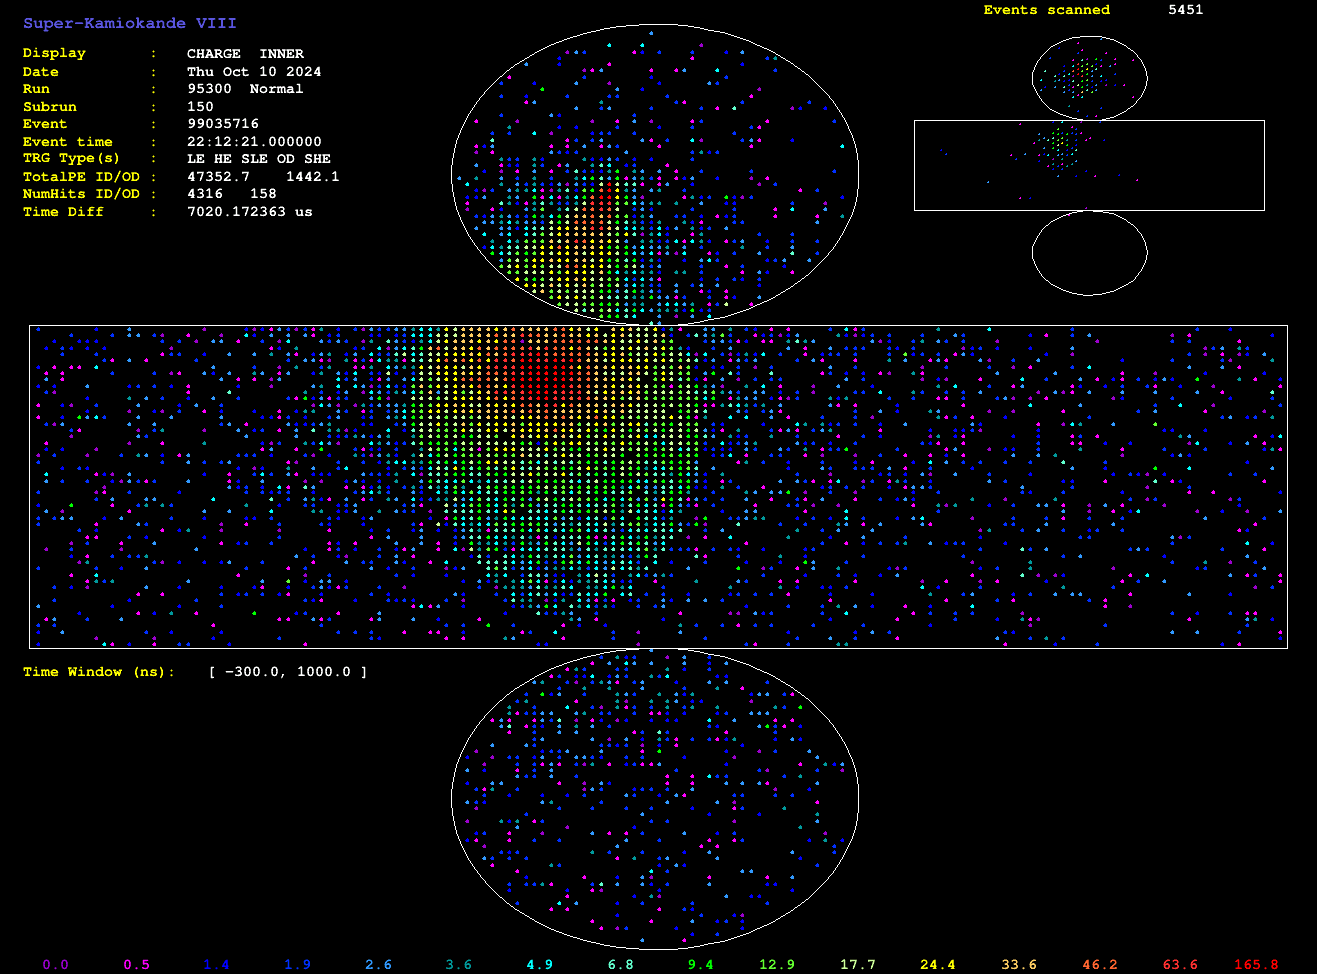 Super-Kamiokande VIII
Events scanned 5451
Display : CHARGE INNER
Date : Thu Oct 10 2024
Run : 95300 Normal
Subrun : 150
Event : 99035716
Event time : 22:12:21.000000
TRG Type(s) : LE HE SLE OD SHE
TotalPE ID/OD : 47352.7 1442.1
NumHits ID/OD : 4316 158
Time Diff : 7020.172363 us
Time Window (ns): [ -300.0, 1000.0 ]
0.0 0.5 1.4 1.9 2.6 3.6 4.9 6.8 9.4 12.9 17.7 24.4 33.6 46.2 63.6 165.8